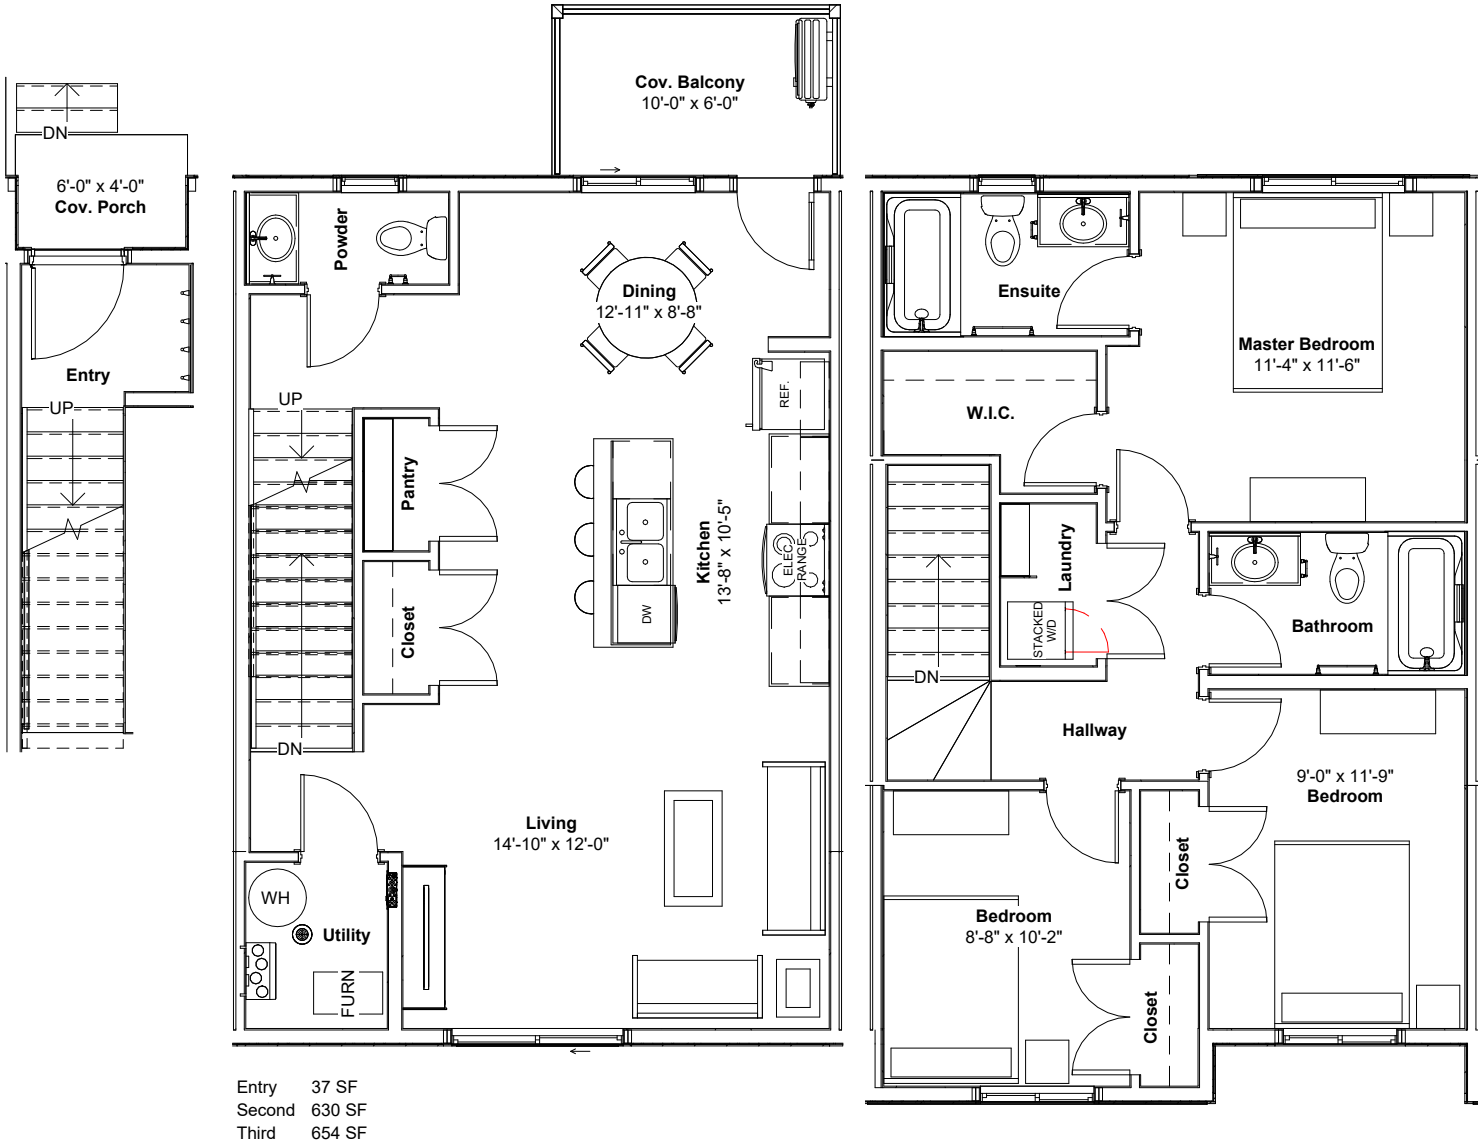 DN
6'-0" x 4'-0"
Cov. Porch
Entry
UP
Cov. Balcony
10'-0" x 6'-0"
Powder
Dining
12'-11" x 8'-8"
REF.
UP
Pantry
Closet
Kitchen
13'-8" x 10'-5"
ELEC.
RANGE
DW
DN
Living
14'-10" x 12'-0"
WH
Utility
FURN
Ensuite
Master Bedroom
11'-4" x 11'-6"
W.I.C.
Laundry
STACKED
W/D
Bathroom
DN
Hallway
9'-0" x 11'-9"
Bedroom
Closet
Bedroom
8'-8" x 10'-2"
Closet
Entry 37 SF
Second 630 SF
Third 654 SF